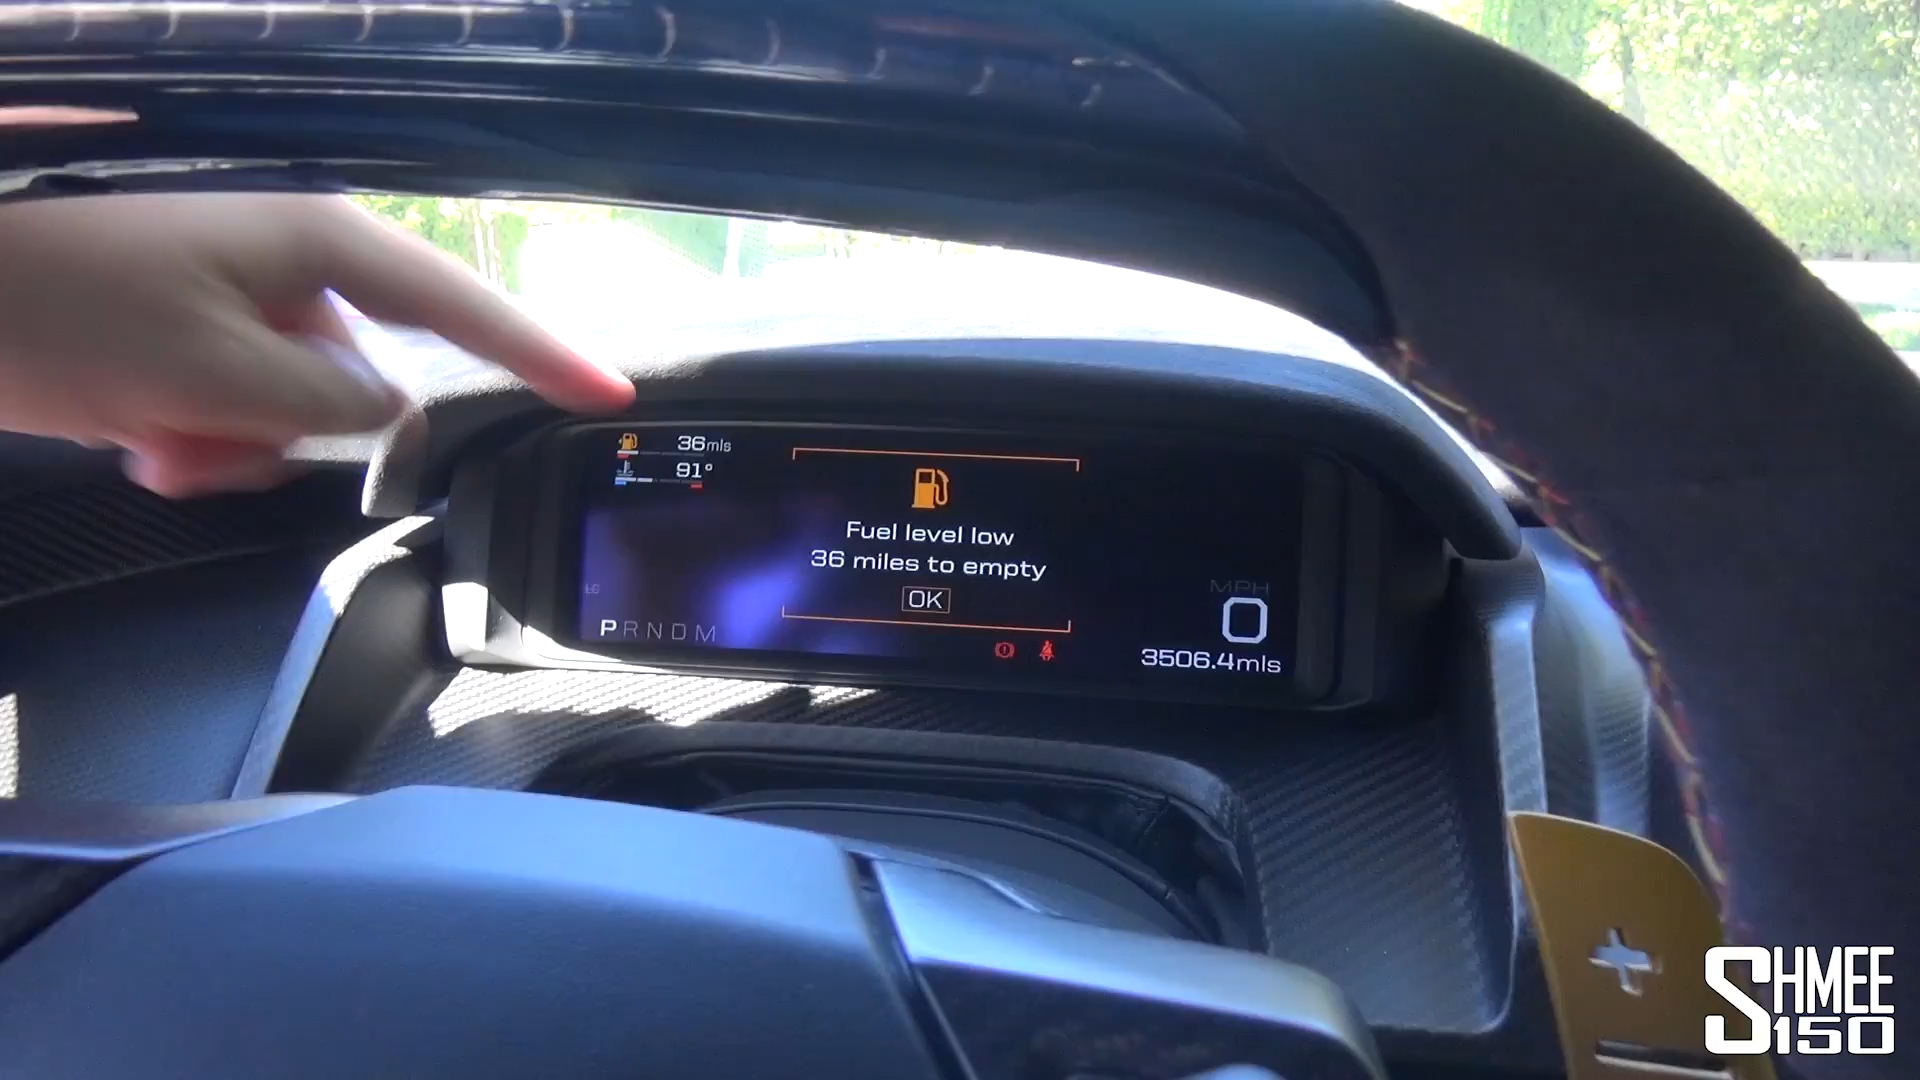 36mls
91°
Fuel level low
36 miles to empty
OK
PRNDM
MPH
0
3506.4mls
SHMEE
150